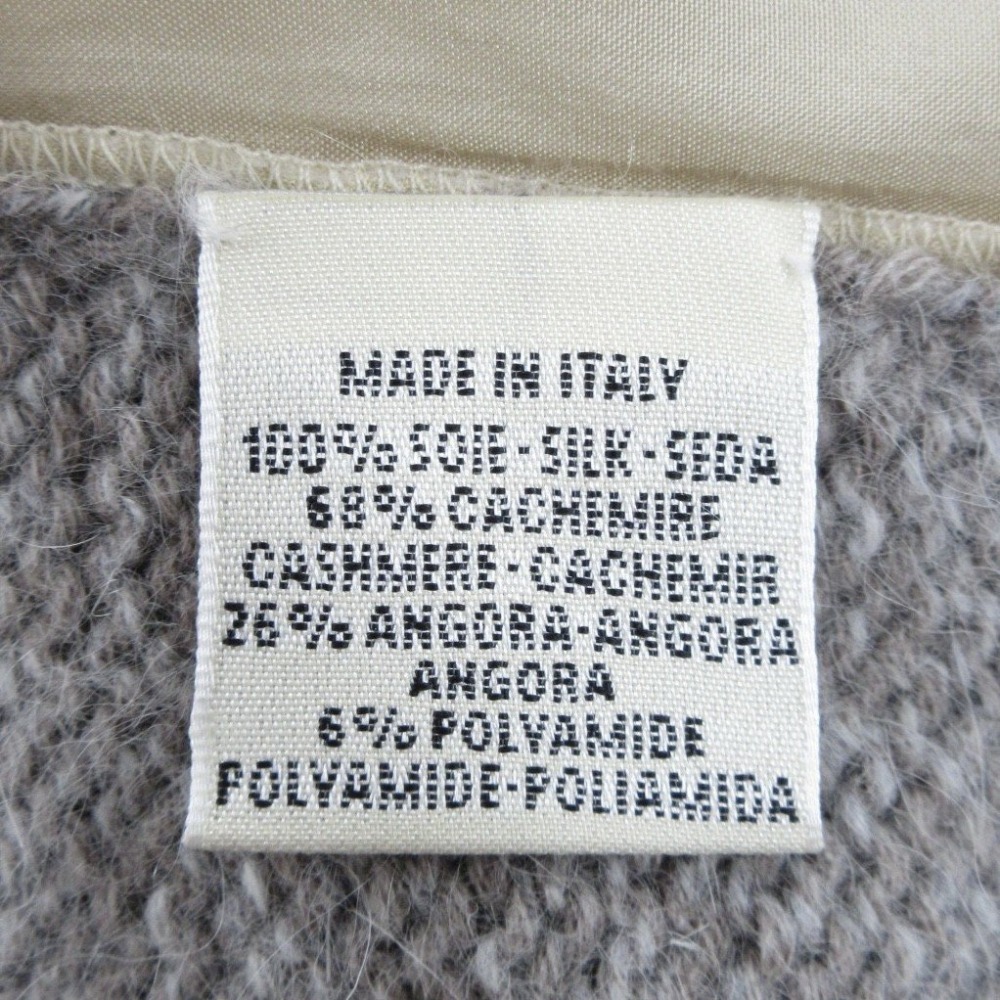 MADE IN ITALY
100% SOIE-SILK-SEDA
68% CACHEMIRE
CASHMERE-CACHEMIR
26% ANGORA-ANGORA
ANGORA
6% POLYAMIDE
POLYAMIDE-POLIAMIDA